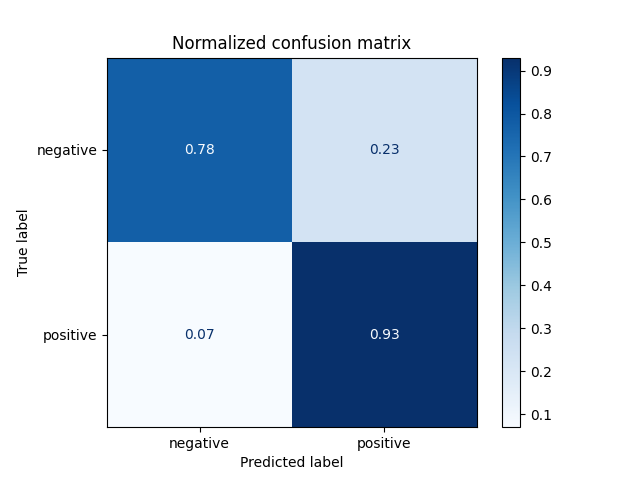 Normalized confusion matrix
negative
0.78
0.23
positive
0.07
0.93
True label
negative
positive
Predicted label
0.9
0.8
0.7
0.6
0.5
0.4
0.3
0.2
0.1